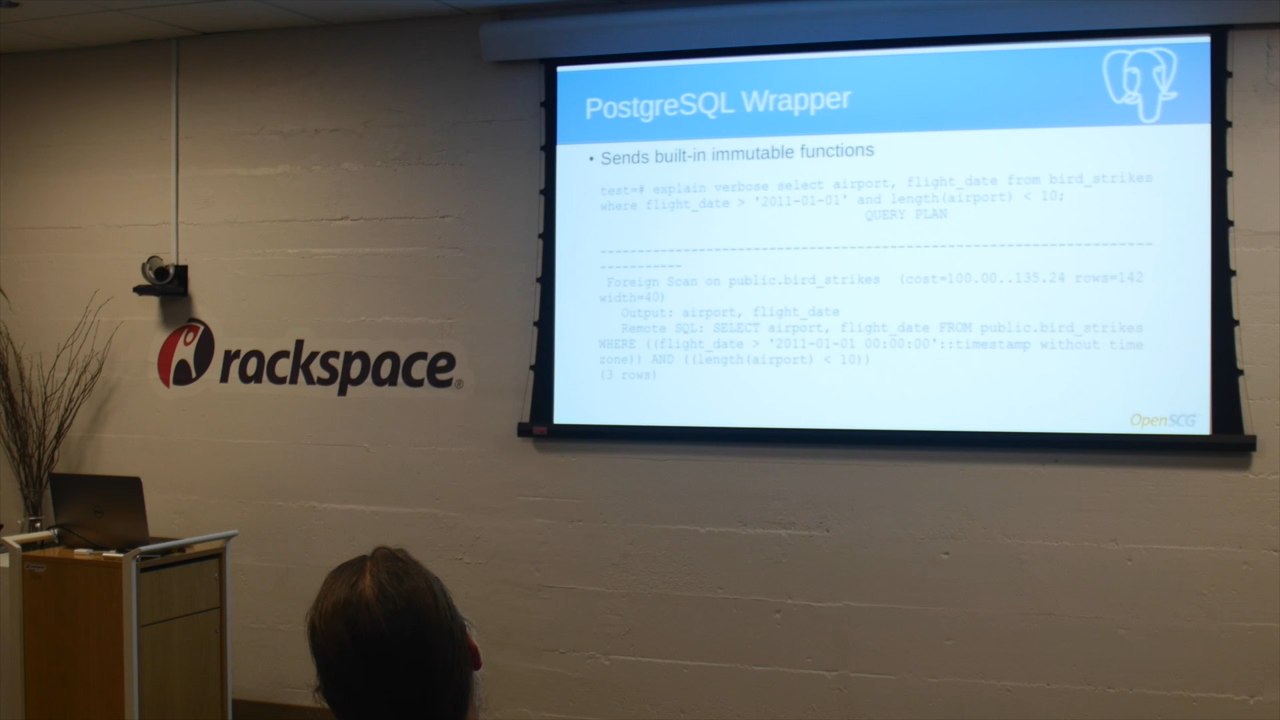 PostgreSQL Wrapper
• Sends built-in immutable functions
test=# explain verbose select airport, flight_date from bird_strikes
where flight_date > '2011-01-01' and length(airport) < 10;
QUERY PLAN
---------------------------------------------------------------------
-----------
Foreign Scan on public.bird_strikes (cost=100.00..135.24 rows=142
width=40)
Output: airport, flight_date
Remote SQL: SELECT airport, flight_date FROM public.bird_strikes
WHERE ((flight_date > '2011-01-01 00:00:00'::timestamp without time
zone)) AND ((length(airport) < 10))
(3 rows)
OpenSCG
rackspace®